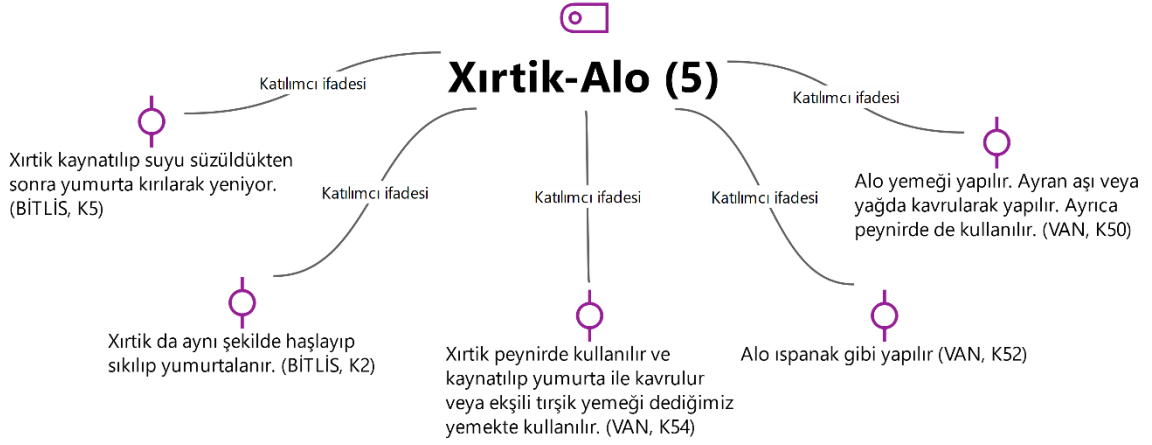 Xırtik-Alo (5)
Katılımcı ifadesi
Katılımcı ifadesi
Katılımcı ifadesi
Katılımcı ifadesi
Katılımcı ifadesi
Xırtik kaynatılıp suyu süzüldükten
sonra yumurta kırılarak yeniyor.
(BİTLİS, K5)
Alo yemeği yapılır. Ayran aşı veya
yağda kavrularak yapılır. Ayrıca
peynirde de kullanılır. (VAN, K50)
Xırtik da aynı şekilde haşlayıp
sıkılıp yumurtalanır. (BİTLİS, K2)
Xırtik peynirde kullanılır ve
kaynatılıp yumurta ile kavrulur
veya ekşili tırşik yemeği dediğimiz
yemekte kullanılır. (VAN, K54)
Alo ıspanak gibi yapılır (VAN, K52)